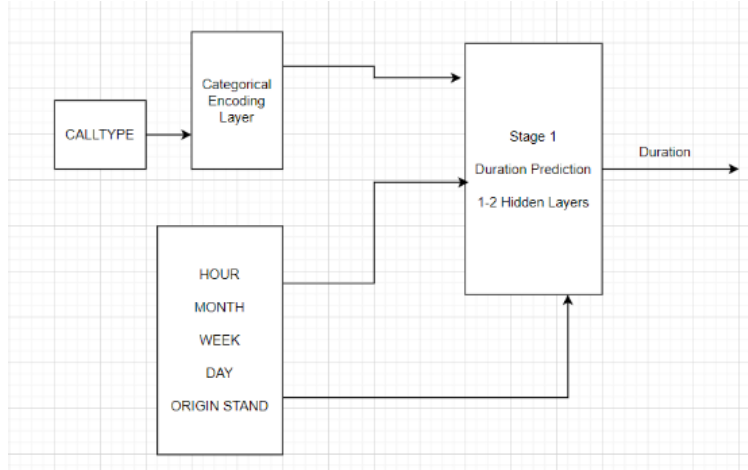 CALLTYPE
Categorical
Encoding
Layer
Stage 1
Duration Prediction
1-2 Hidden Layers
Duration
HOUR
MONTH
WEEK
DAY
ORIGIN STAND